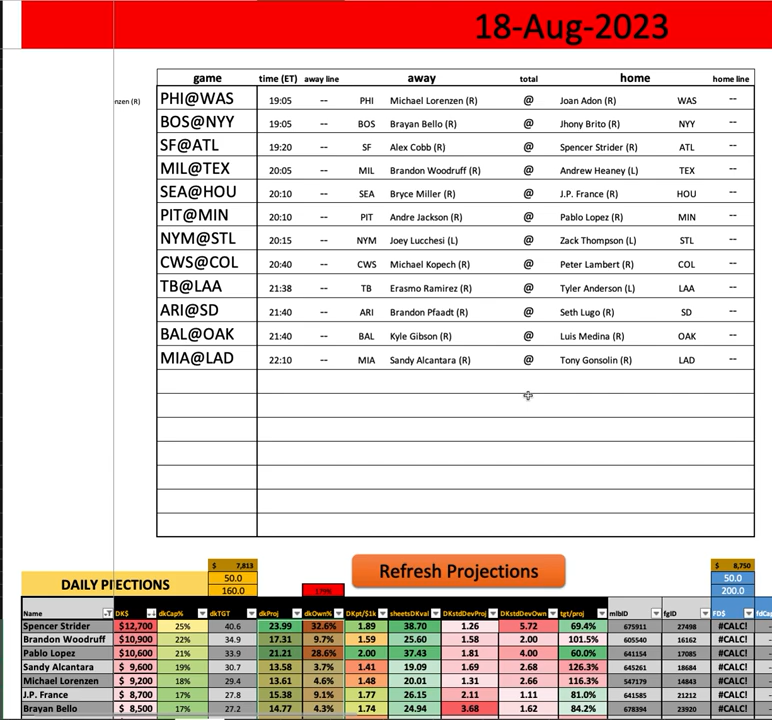 18-Aug-2023
game time (ET) away line away total home home line
nzen (R) PHI@WAS 19:05 -- PHI Michael Lorenzen (R) @ Joan Adon (R) WAS --
BOS@NYY 19:05 -- BOS Brayan Bello (R) @ Jhony Brito (R) NYY --
SF@ATL 19:20 -- SF Alex Cobb (R) @ Spencer Strider (R) ATL --
MIL@TEX 20:05 -- MIL Brandon Woodruff (R) @ Andrew Heaney (L) TEX --
SEA@HOU 20:10 -- SEA Bryce Miller (R) @ J.P. France (R) HOU --
PIT@MIN 20:10 -- PIT Andre Jackson (R) @ Pablo Lopez (R) MIN --
NYM@STL 20:15 -- NYM Joey Lucchesi (L) @ Zack Thompson (L) STL --
CWS@COL 20:40 -- CWS Michael Kopech (R) @ Peter Lambert (R) COL --
TB@LAA 21:38 -- TB Erasmo Ramirez (R) @ Tyler Anderson (L) LAA --
ARI@SD 21:40 -- ARI Brandon Pfaadt (R) @ Seth Lugo (R) SD --
BAL@OAK 21:40 -- BAL Kyle Gibson (R) @ Luis Medina (R) OAK --
MIA@LAD 22:10 -- MIA Sandy Alcantara (R) @ Tony Gonsolin (R) LAD --
$ 7,813 $ 8,750
DAILY P ECTIONS 50.0 Refresh Projections 50.0
160.0 200.0
Name DK$ dkCap% dkTGT dkProj dkOwn% DKpt/$1k sheetsDKval DKstdDevProj DKstdDevOwn tgt/proj mlbID fgID FD$ fdCap
Spencer Strider $12,700 25% 40.6 23.99 32.6% 1.89 38.70 1.26 5.72 69.4% 675911 27498 #CALC!
Brandon Woodruff $10,900 22% 34.9 17.31 9.7% 1.59 25.60 1.58 2.00 101.5% 605540 16162 #CALC!
Pablo Lopez $10,600 21% 33.9 21.21 28.6% 2.00 37.43 1.81 4.00 60.0% 641154 17085 #CALC!
Sandy Alcantara $ 9,600 19% 30.7 13.58 3.7% 1.41 19.09 1.69 2.68 126.3% 645261 18684 #CALC!
Michael Lorenzen $ 9,200 18% 29.4 13.61 4.6% 1.48 20.01 1.31 2.66 116.3% 547179 14843 #CALC!
J.P. France $ 8,700 17% 27.8 15.38 9.1% 1.77 26.15 2.11 1.11 81.0% 641585 21212 #CALC!
Brayan Bello $ 8,500 17% 27.2 14.77 4.3% 1.74 24.94 3.68 1.62 84.2% 678394 23920 #CALC!